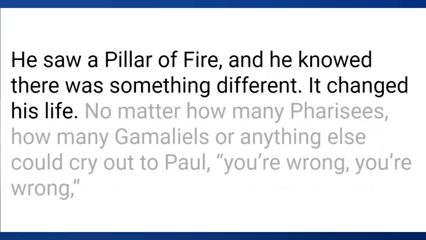 He saw a Pillar of Fire, and he knowed
there was something different. It changed
his life. No matter how many Pharisees,
how many Gamaliels or anything else
could cry out to Paul, “you’re wrong, you’re
wrong,”